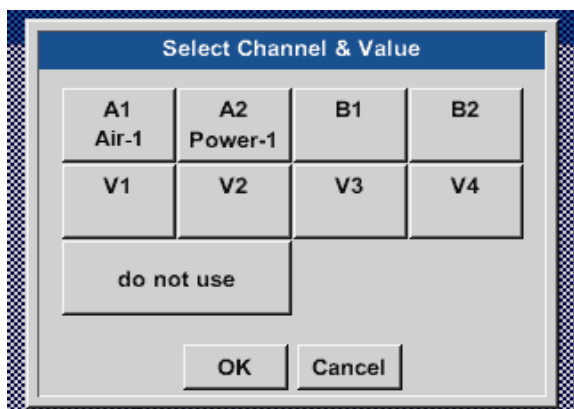 Select Channel & Value
A1 A2 B1 B2
Air-1 Power-1
V1 V2 V3 V4
do not use
OK Cancel